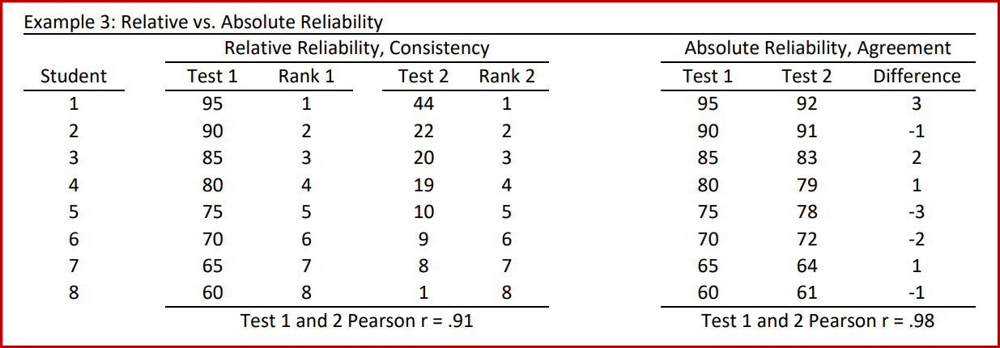 Example 3: Relative vs. Absolute Reliability
Relative Reliability, Consistency Absolute Reliability, Agreement
Student Test 1 Rank 1 Test 2 Rank 2 Test 1 Test 2 Difference
1 95 1 44 1 95 92 3
2 90 2 22 2 90 91 -1
3 85 3 20 3 85 83 2
4 80 4 19 4 80 79 1
5 75 5 10 5 75 78 -3
6 70 6 9 6 70 72 -2
7 65 7 8 7 65 64 1
8 60 8 1 8 60 61 -1
Test 1 and 2 Pearson r = .91 Test 1 and 2 Pearson r = .98